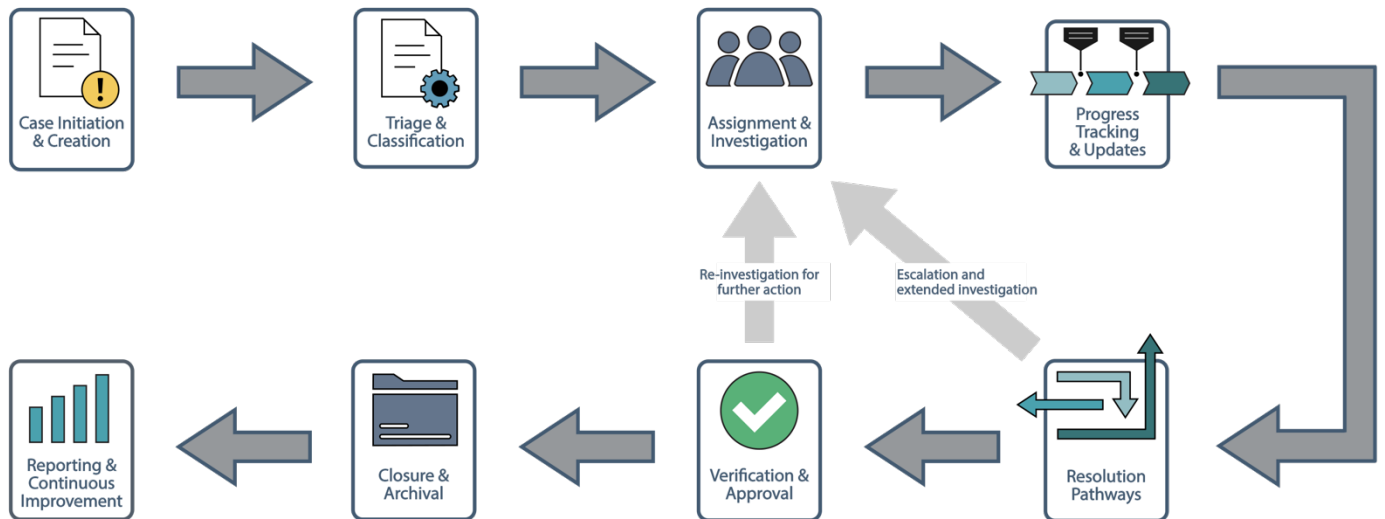 Case Initiation
& Creation
Triage &
Classification
Assignment &
Investigation
Progress
Tracking
& Updates
Re-investigation for
further action
Escalation and
extended investigation
Reporting &
Continuous
Improvement
Closure &
Archival
Verification &
Approval
Resolution
Pathways